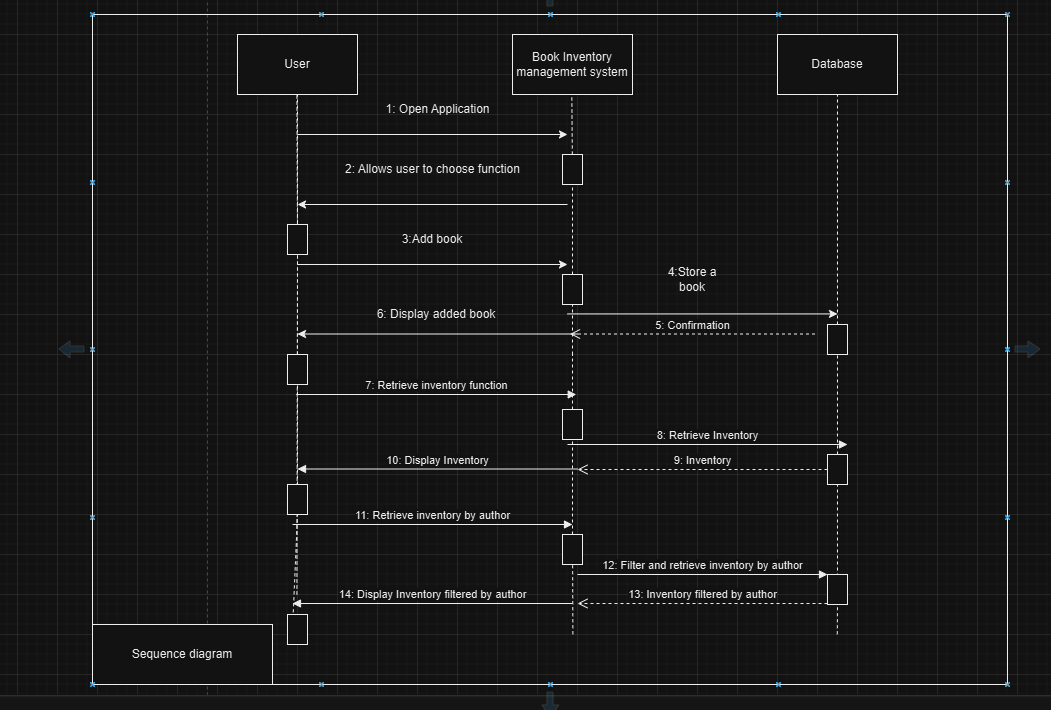 User
Book Inventory
management system
Database
1: Open Application
2: Allows user to choose function
3:Add book
4:Store a
book
6: Display added book
5: Confirmation
7: Retrieve inventory function
8: Retrieve Inventory
10: Display Inventory
9: Inventory
11: Retrieve inventory by author
12: Filter and retrieve inventory by author
14: Display Inventory filtered by author
13: Inventory filtered by author
Sequence diagram